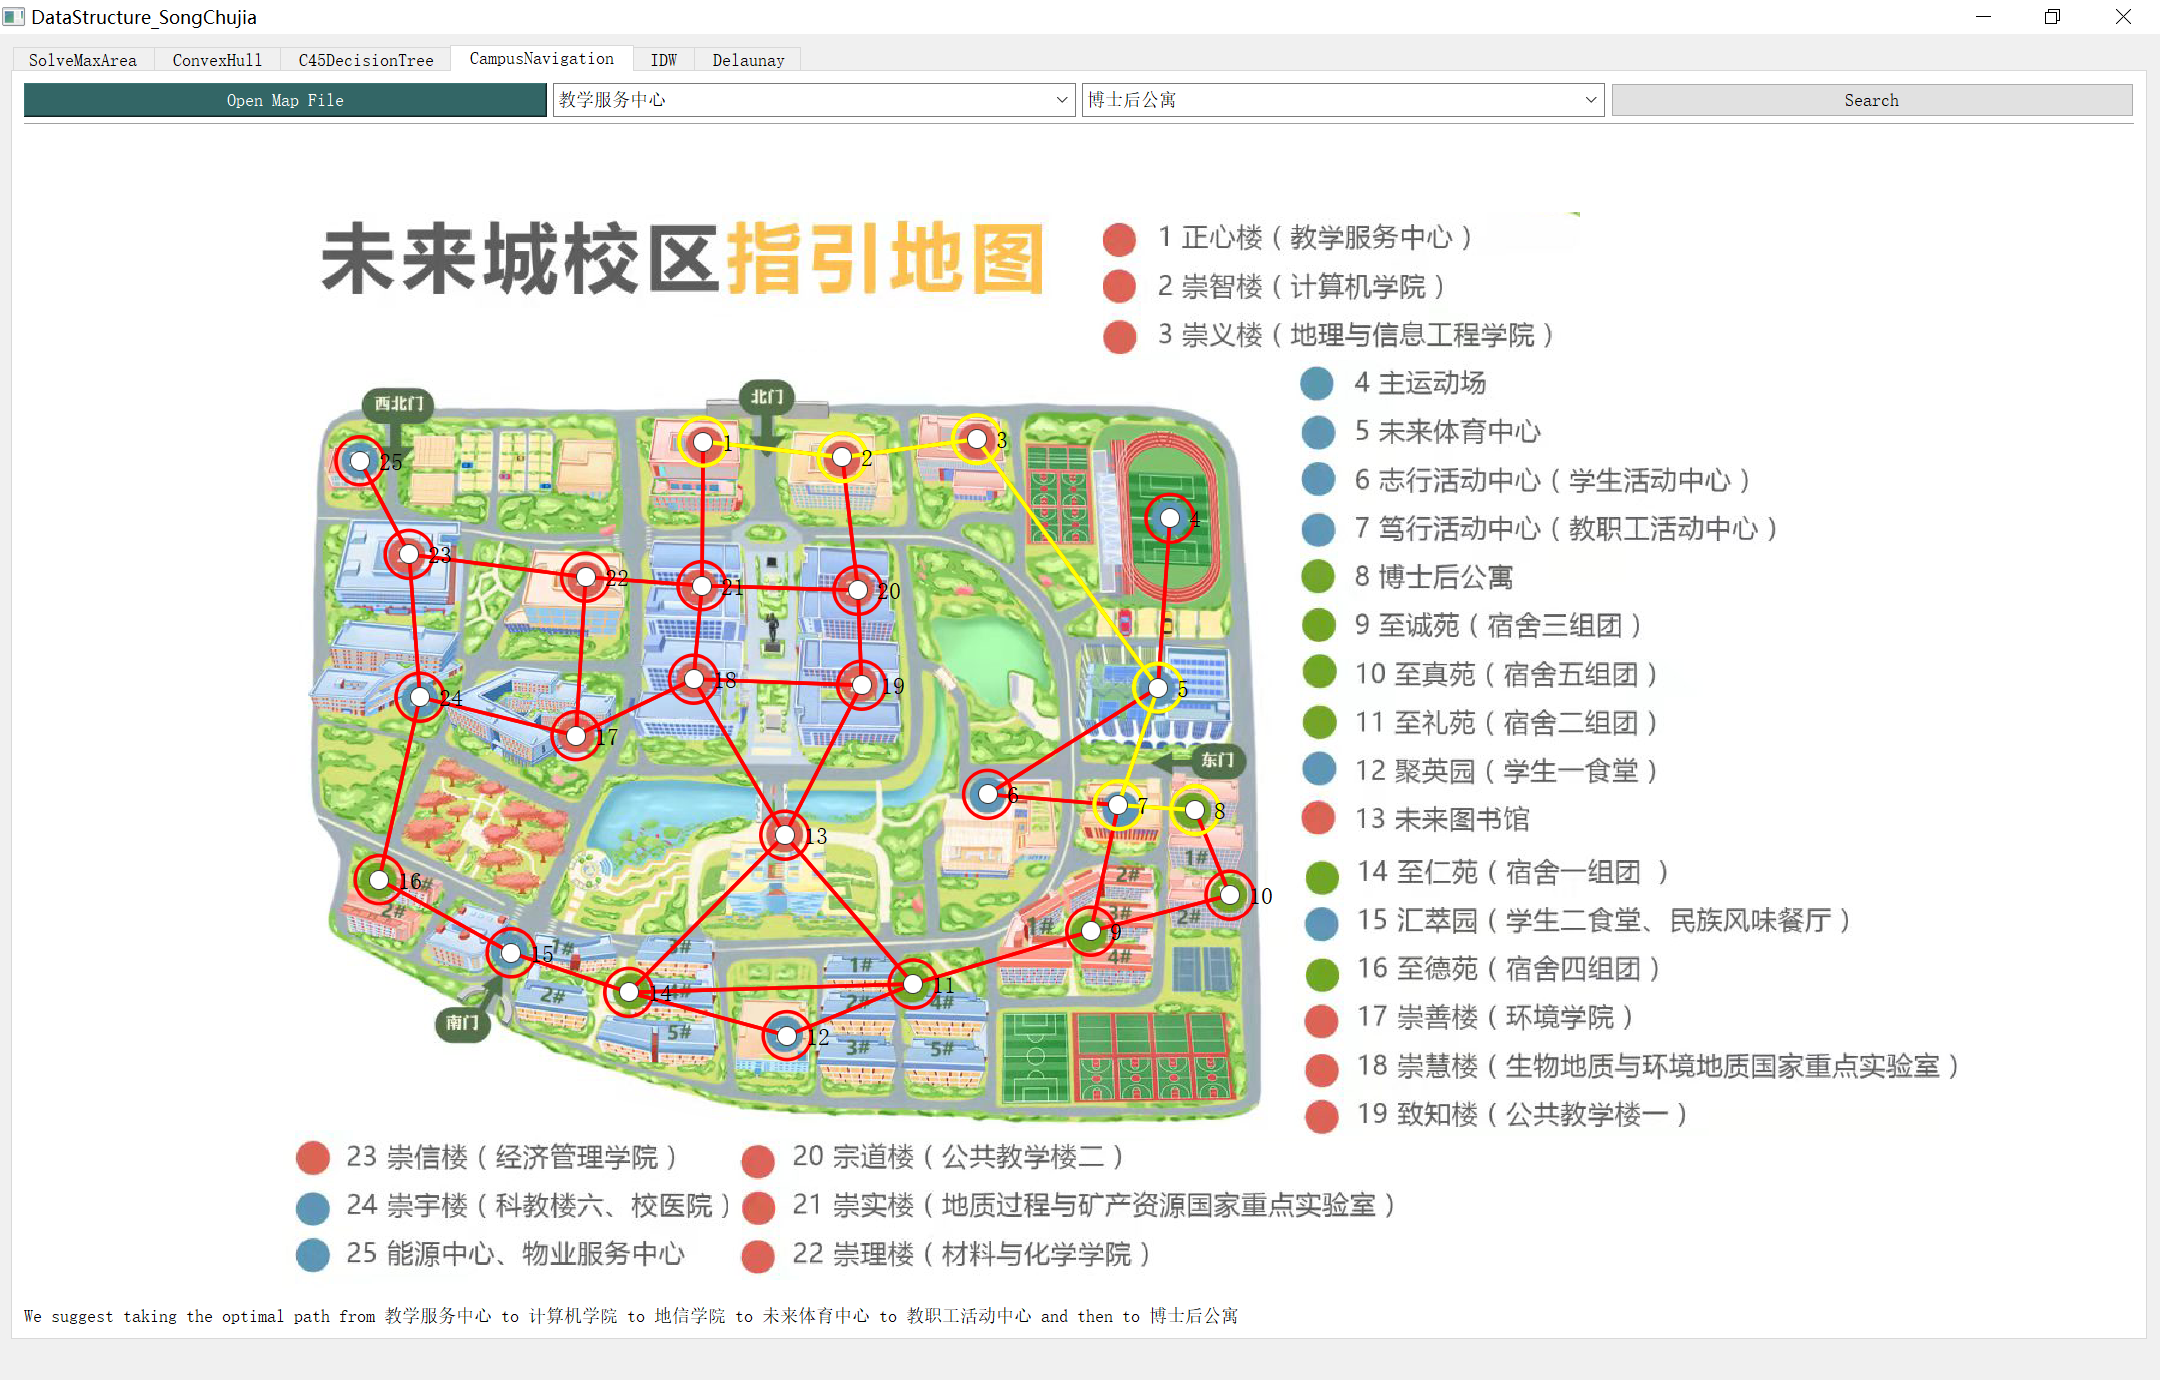 DataStructure_SongChujia
SolveMaxArea ConvexHull C45DecisionTree CampusNavigation IDW Delaunay
Open Map File 教学服务中心 博士后公寓 Search
未来城校区指引地图
1 正心楼（教学服务中心）
2 崇智楼（计算机学院）
3 崇义楼（地理与信息工程学院）
4 主运动场
5 未来体育中心
6 志行活动中心（学生活动中心）
7 笃行活动中心（教职工活动中心）
8 博士后公寓
9 至诚苑（宿舍三组团）
10 至真苑（宿舍五组团）
11 至礼苑（宿舍二组团）
12 聚英园（学生一食堂）
13 未来图书馆
14 至仁苑（宿舍一组团 ）
15 汇萃园（学生二食堂、民族风味餐厅）
16 至德苑（宿舍四组团）
17 崇善楼（环境学院）
18 崇慧楼（生物地质与环境地质国家重点实验室）
19 致知楼（公共教学楼一）
西北门
北门
1
2
3
25
4
23
22
21
20
18
19
5
24
17
东门
6
7
8
13
1#
16
#
2#
2#
10
3#
2#
1#
9
4#
15
1#
3#
1#
11
14
#
2#
4#
2#
南门
5#
12
3#
5#
23 崇信楼（经济管理学院）
20 宗道楼（公共教学楼二）
24 崇宇楼（科教楼六、校医院）
21 崇实楼（地质过程与矿产资源国家重点实验室）
25 能源中心、物业服务中心
22 崇理楼（材料与化学学院）
We suggest taking the optimal path from 教学服务中心 to 计算机学院 to 地信学院 to 未来体育中心 to 教职工活动中心 and then to 博士后公寓